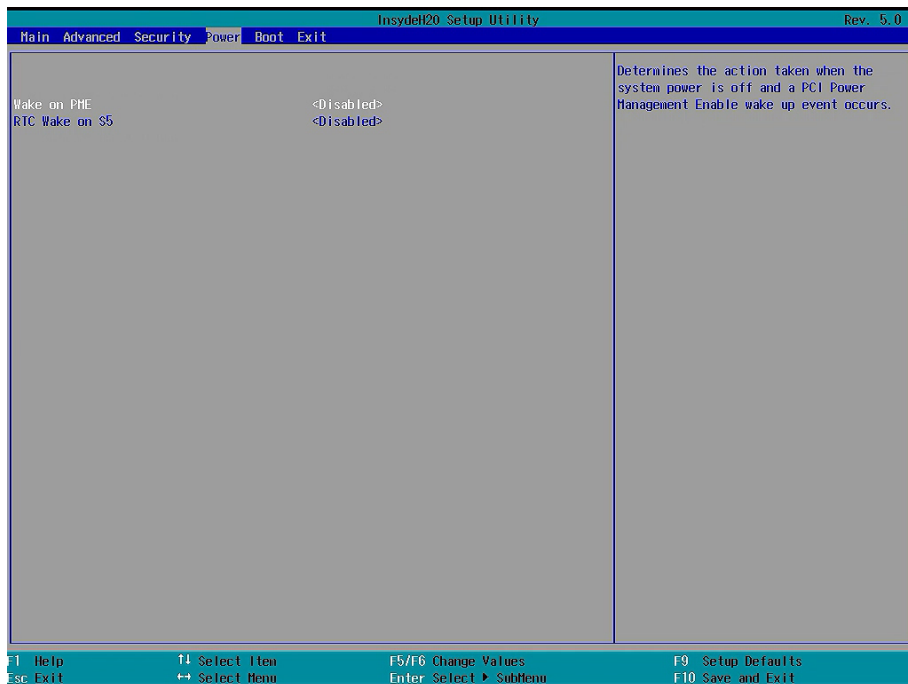 InsydeH20 Setup Utility Rev. 5.0
Main Advanced Security Power Boot Exit
Determines the action taken when the
system power is off and a PCI Power
Wake on PME <Disabled> Management Enable wake up event occurs.
RTC Wake on S5 <Disabled>
F1 Help ↑↓ Select Item F5/F6 Change Values F9 Setup Defaults
Esc Exit ↔ Select Menu Enter Select ▶ SubMenu F10 Save and Exit